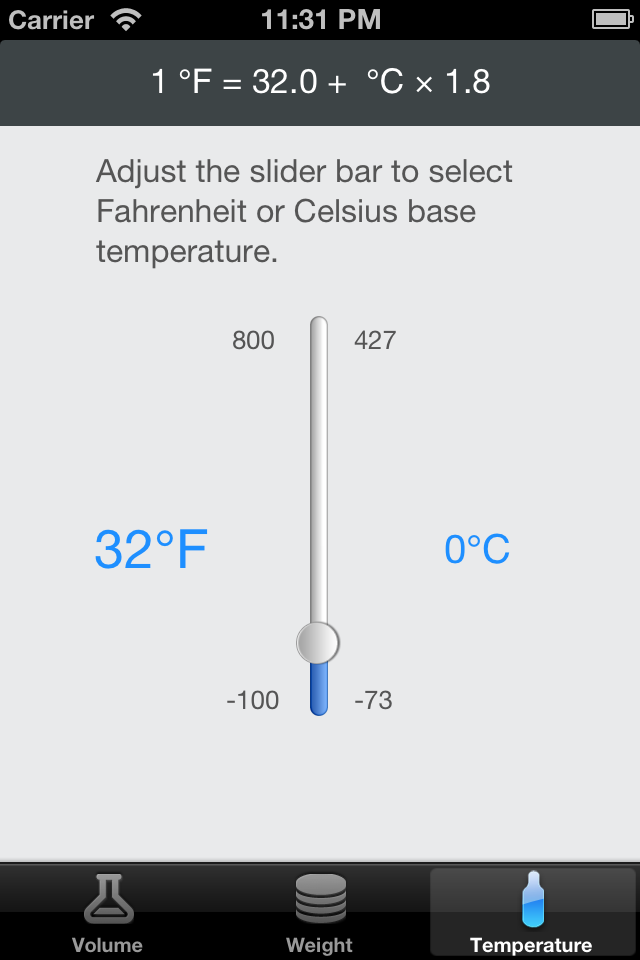 Carrier 11:31 PM
1 °F = 32.0 +  °C × 1.8
Adjust the slider bar to select
Fahrenheit or Celsius base
temperature.
800 427
32°F 0°C
-100 -73
Volume Weight Temperature